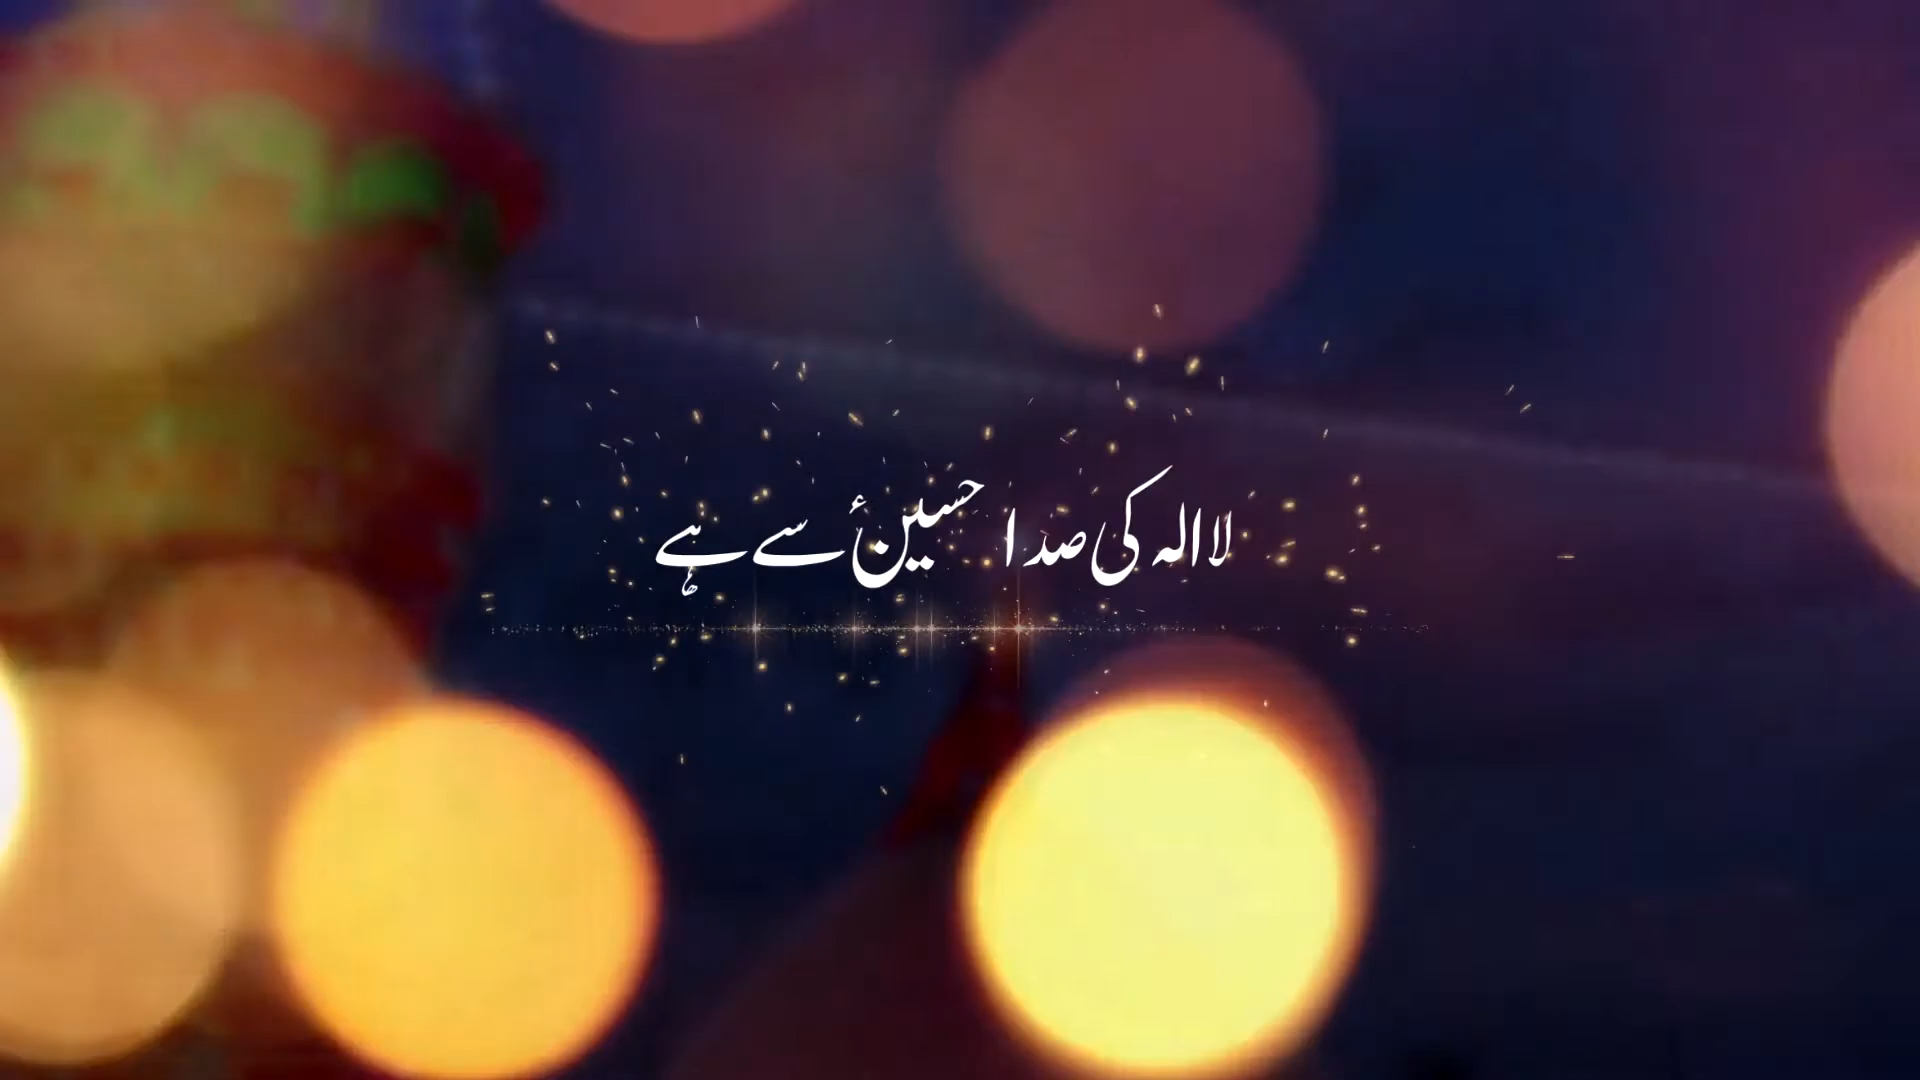 لا الہ کی صدا حسینؑ سے ہے